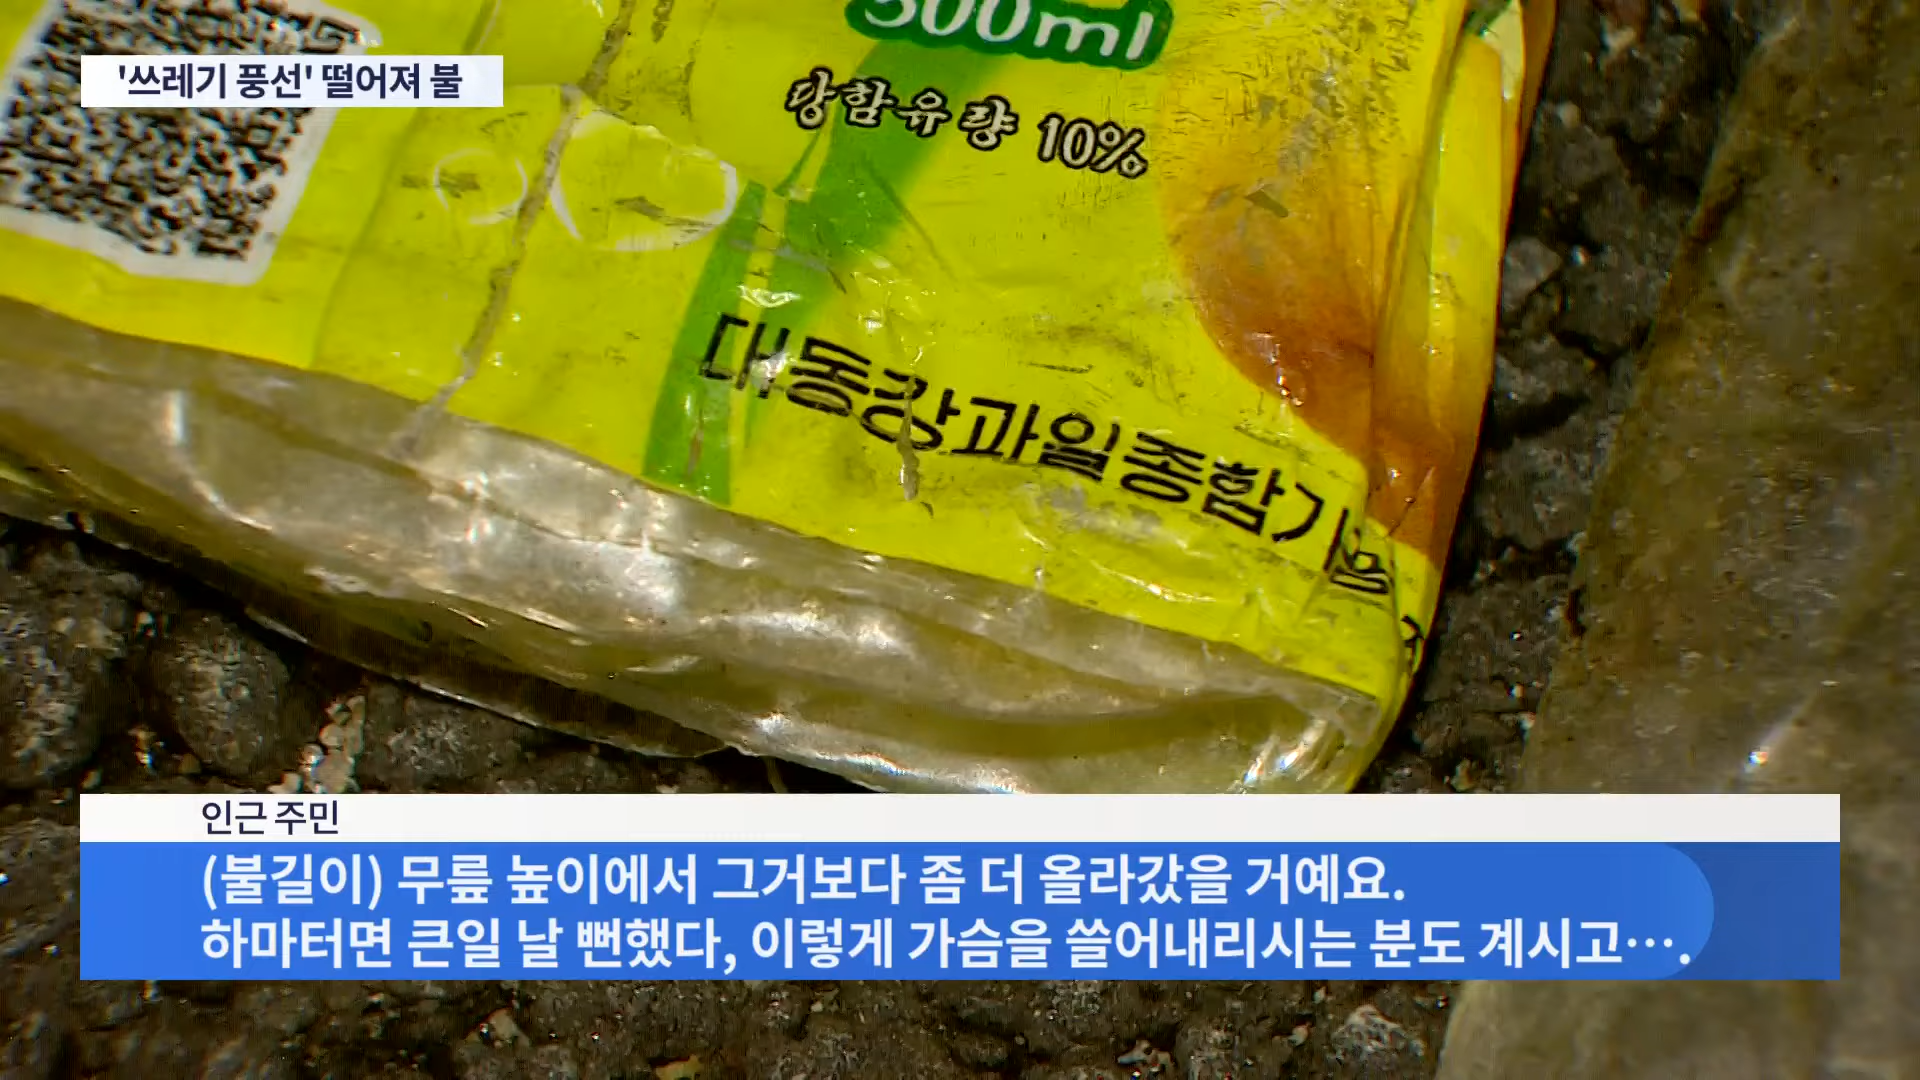 '쓰레기 풍선' 떨어져 불
500ml
당함유량 10%
대동강과일종합가공
인근 주민
(불길이) 무릎 높이에서 그거보다 좀 더 올라갔을 거예요.
하마터면 큰일 날 뻔했다, 이렇게 가슴을 쓸어내리시는 분도 계시고….